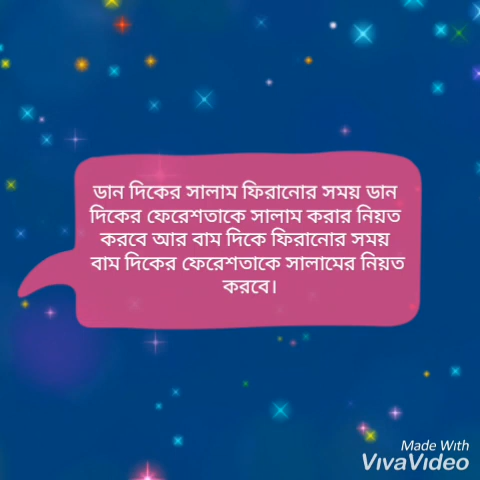 ডান দিকের সালাম ফিরানোর সময় ডান
দিকের ফেরেশতাকে সালাম করার নিয়ত
করবে আর বাম দিকে ফিরানোর সময়
বাম দিকের ফেরেশতাকে সালামের নিয়ত
করবে।
Made With
VivaVideo